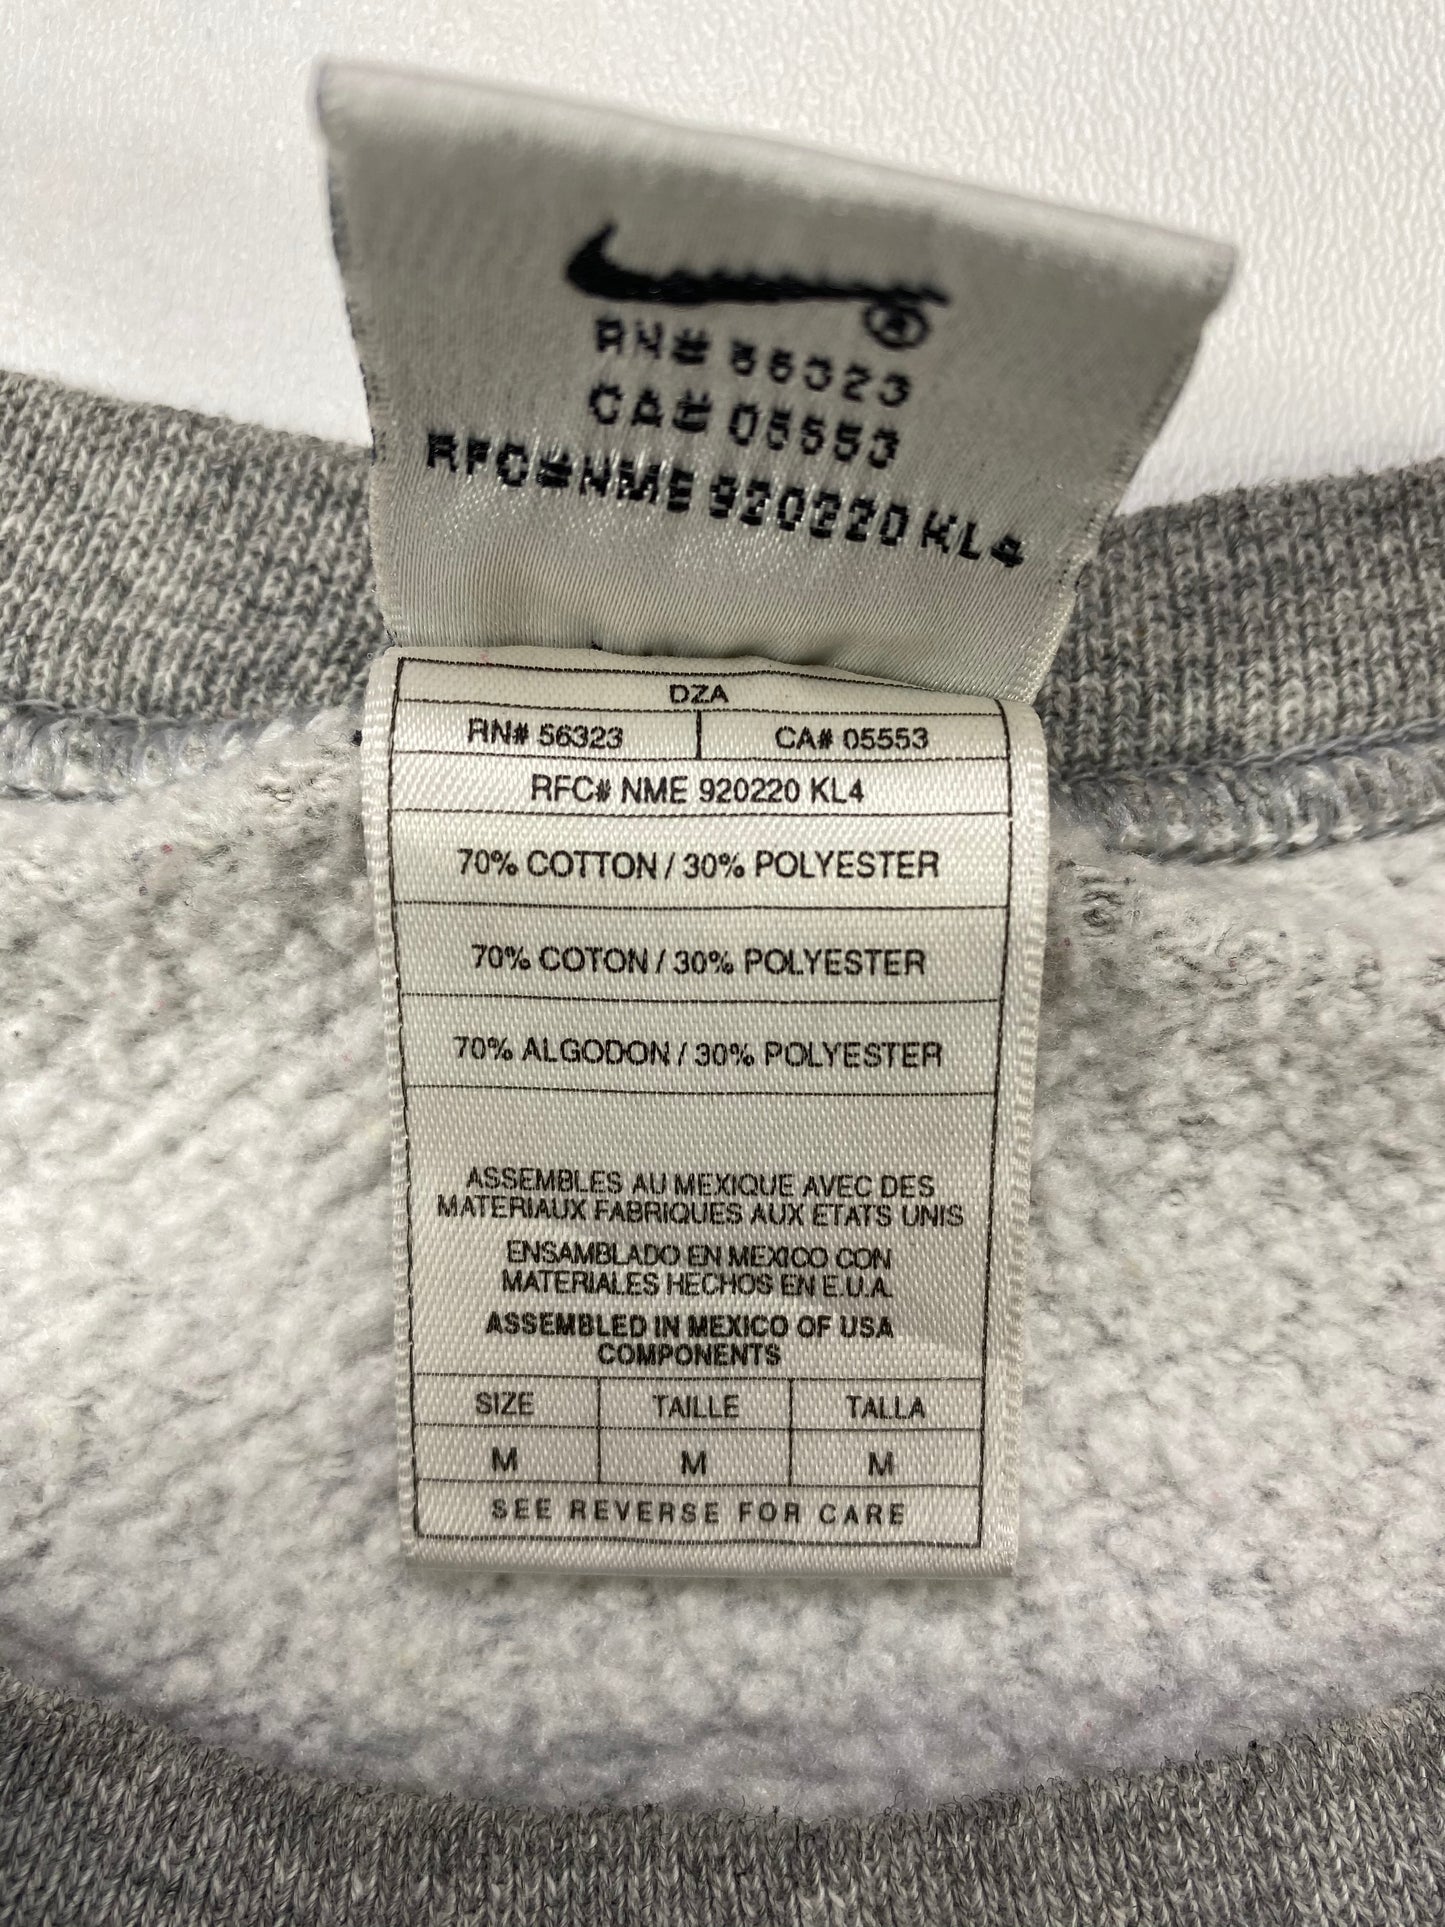 RN# 56323
CA# 05553
RFC# NME 920220 KL4
DZA
RN# 56323 CA# 05553
RFC# NME 920220 KL4
70% COTTON / 30% POLYESTER
70% COTON / 30% POLYESTER
70% ALGODON / 30% POLYESTER
ASSEMBLES AU MEXIQUE AVEC DES
MATERIAUX FABRIQUES AUX ETATS UNIS
ENSAMBLADO EN MEXICO CON
MATERIALES HECHOS EN E.U.A.
ASSEMBLED IN MEXICO OF USA
COMPONENTS
SIZE TAILLE TALLA
M M M
SEE REVERSE FOR CARE